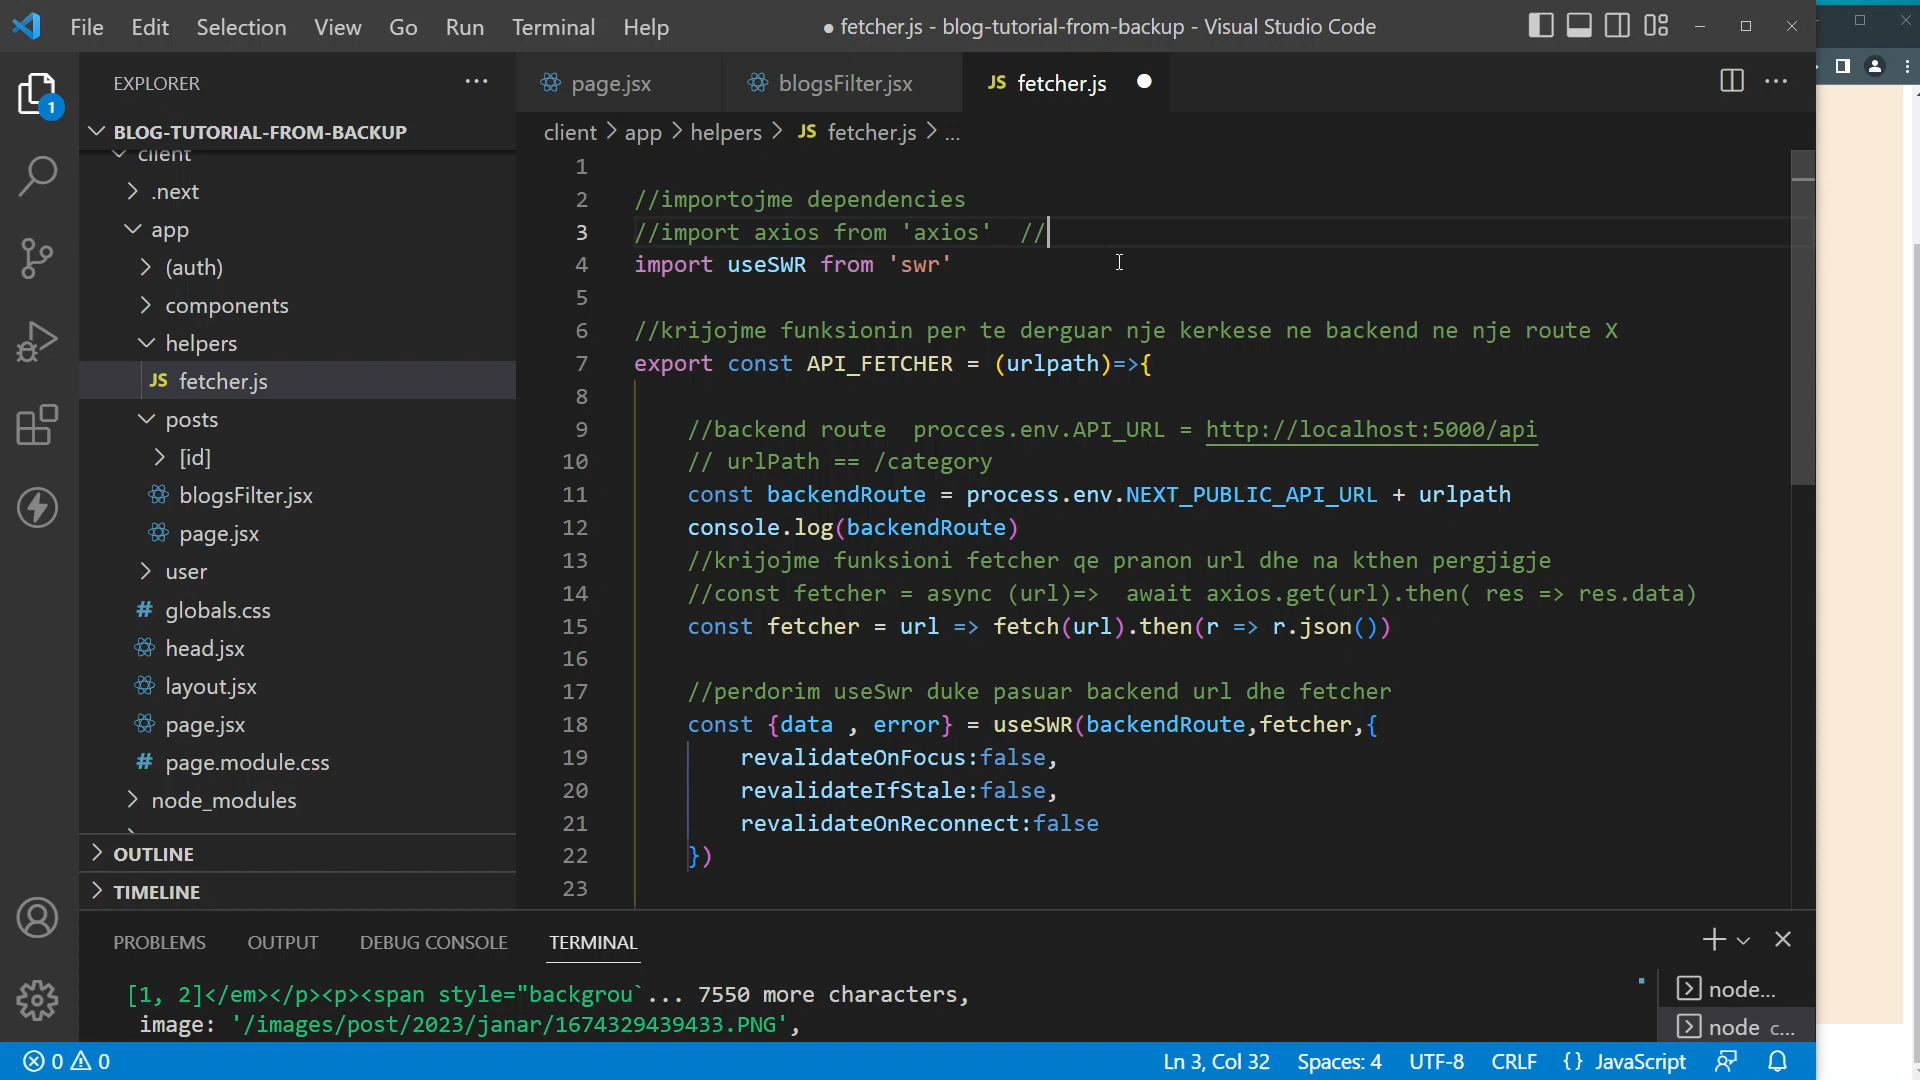 File Edit Selection View Go Run Terminal Help
● fetcher.js - blog-tutorial-from-backup - Visual Studio Code
EXPLORER
BLOG-TUTORIAL-FROM-BACKUP
client
.next
app
(auth)
components
helpers
JS fetcher.js
posts
[id]
blogsFilter.jsx
page.jsx
user
# globals.css
head.jsx
layout.jsx
page.jsx
# page.module.css
node_modules
OUTLINE
TIMELINE
1
page.jsx blogsFilter.jsx JS fetcher.js
client > app > helpers > JS fetcher.js > ...
1
2 //importojme dependencies
3 //import axios from 'axios'  //
4 import useSWR from 'swr'
5
6 //krijojme funksionin per te derguar nje kerkese ne backend ne nje route X
7 export const API_FETCHER = (urlpath)=>{
8
9 //backend route  procces.env.API_URL = http://localhost:5000/api
10 // urlPath == /category
11 const backendRoute = process.env.NEXT_PUBLIC_API_URL + urlpath
12 console.log(backendRoute)
13 //krijojme funksioni fetcher qe pranon url dhe na kthen pergjigje
14 //const fetcher = async (url)=>  await axios.get(url).then( res => res.data)
15 const fetcher = url => fetch(url).then(r => r.json())
16
17 //perdorim useSwr duke pasuar backend url dhe fetcher
18 const {data , error} = useSWR(backendRoute,fetcher,{
19 revalidateOnFocus:false,
20 revalidateIfStale:false,
21 revalidateOnReconnect:false
22 })
23
PROBLEMS OUTPUT DEBUG CONSOLE TERMINAL
[1, 2]</em></p><p><span style="backgrou`... 7550 more characters,
image: '/images/post/2023/janar/1674329439433.PNG',
node...
node c...
0 0
Ln 3, Col 32 Spaces: 4 UTF-8 CRLF {} JavaScript